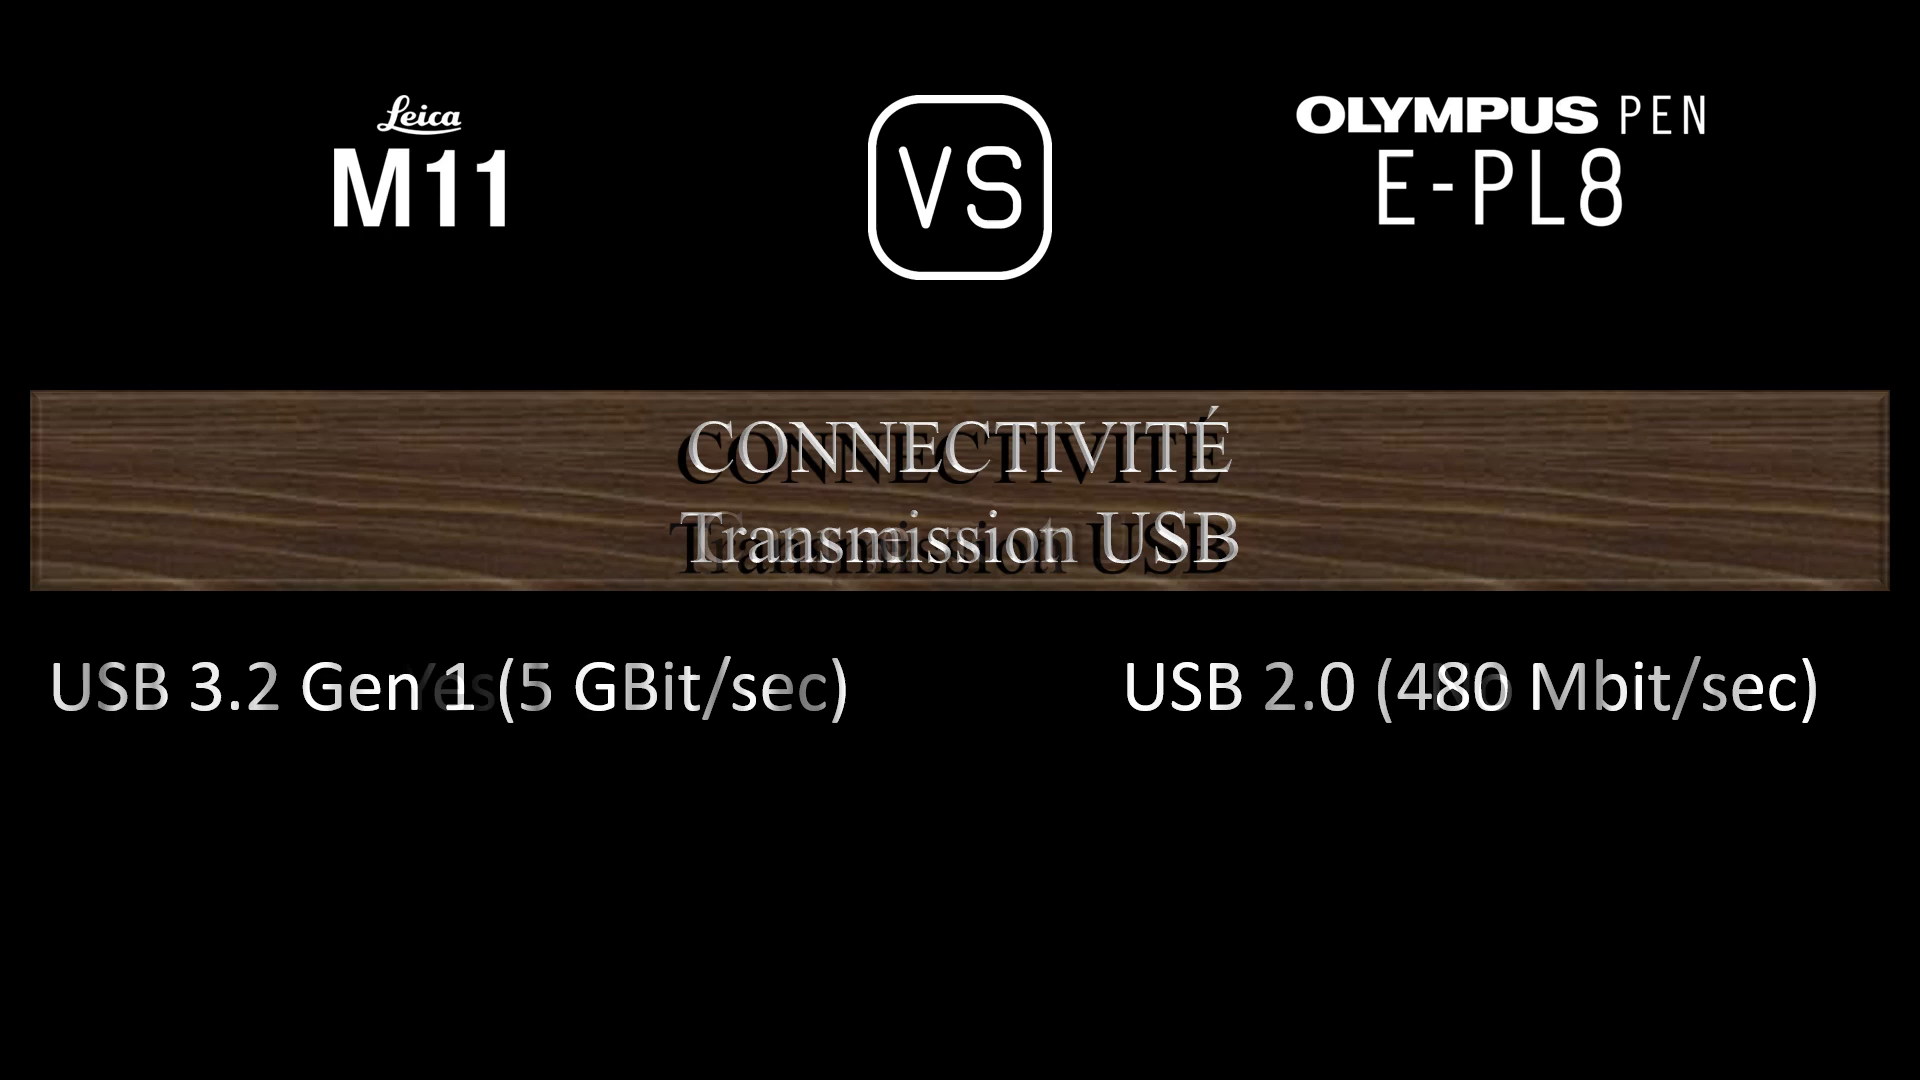 Leica
M11
VS
OLYMPUS PEN
E-PL8
CONNECTIVITÉ
Transmission USB
USB 3.2 Gen 1 (5 GBit/sec)
USB 2.0 (480 Mbit/sec)